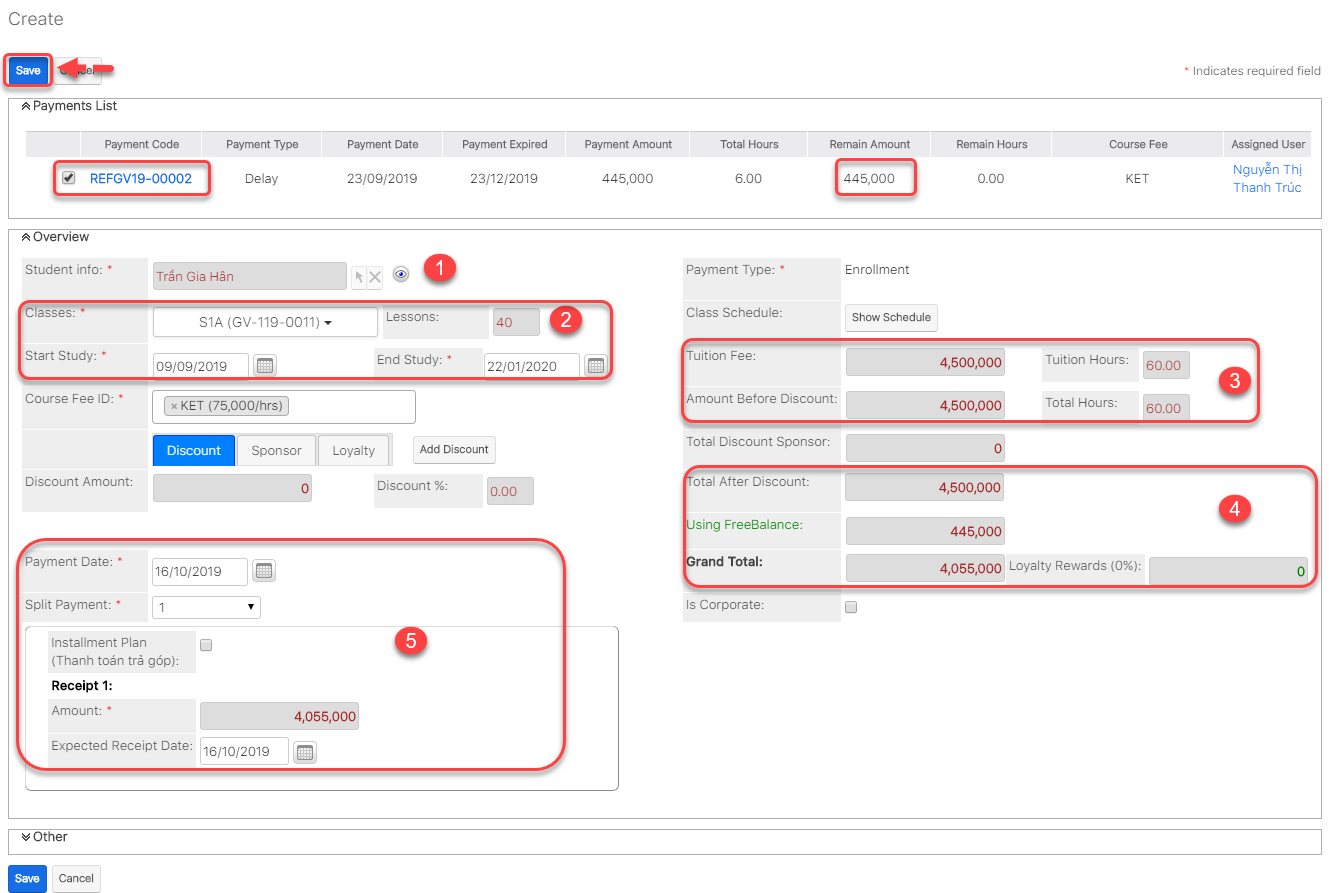 Create
Save Cancel
* Indicates required field
Payments List
Payment Code Payment Type Payment Date Payment Expired Payment Amount Total Hours Remain Amount Remain Hours Course Fee Assigned User
REFGV19-00002 Delay 23/09/2019 23/12/2019 445,000 6.00 445,000 0.00 KET Nguyễn Thị
Thanh Trúc
Overview
Student info: * Trần Gia Hân 1
Payment Type: * Enrollment
Classes: * S1A (GV-119-0011) Lessons: 40 2
Class Schedule: Show Schedule
Start Study: * 09/09/2019 End Study: * 22/01/2020
Tuition Fee: 4,500,000 Tuition Hours: 60.00 3
Course Fee ID: * × KET (75,000/hrs)
Amount Before Discount: 4,500,000 Total Hours: 60.00
Discount Sponsor Loyalty Add Discount
Total Discount Sponsor: 0
Discount Amount: 0 Discount %: 0.00
Total After Discount: 4,500,000 4
Using FreeBalance: 445,000
Grand Total: 4,055,000 Loyalty Rewards (0%): 0
Payment Date: * 16/10/2019
Split Payment: * 1
Is Corporate:
Installment Plan
(Thanh toán trả góp): 5
Receipt 1:
Amount: * 4,055,000
Expected Receipt Date: 16/10/2019
Other
Save Cancel